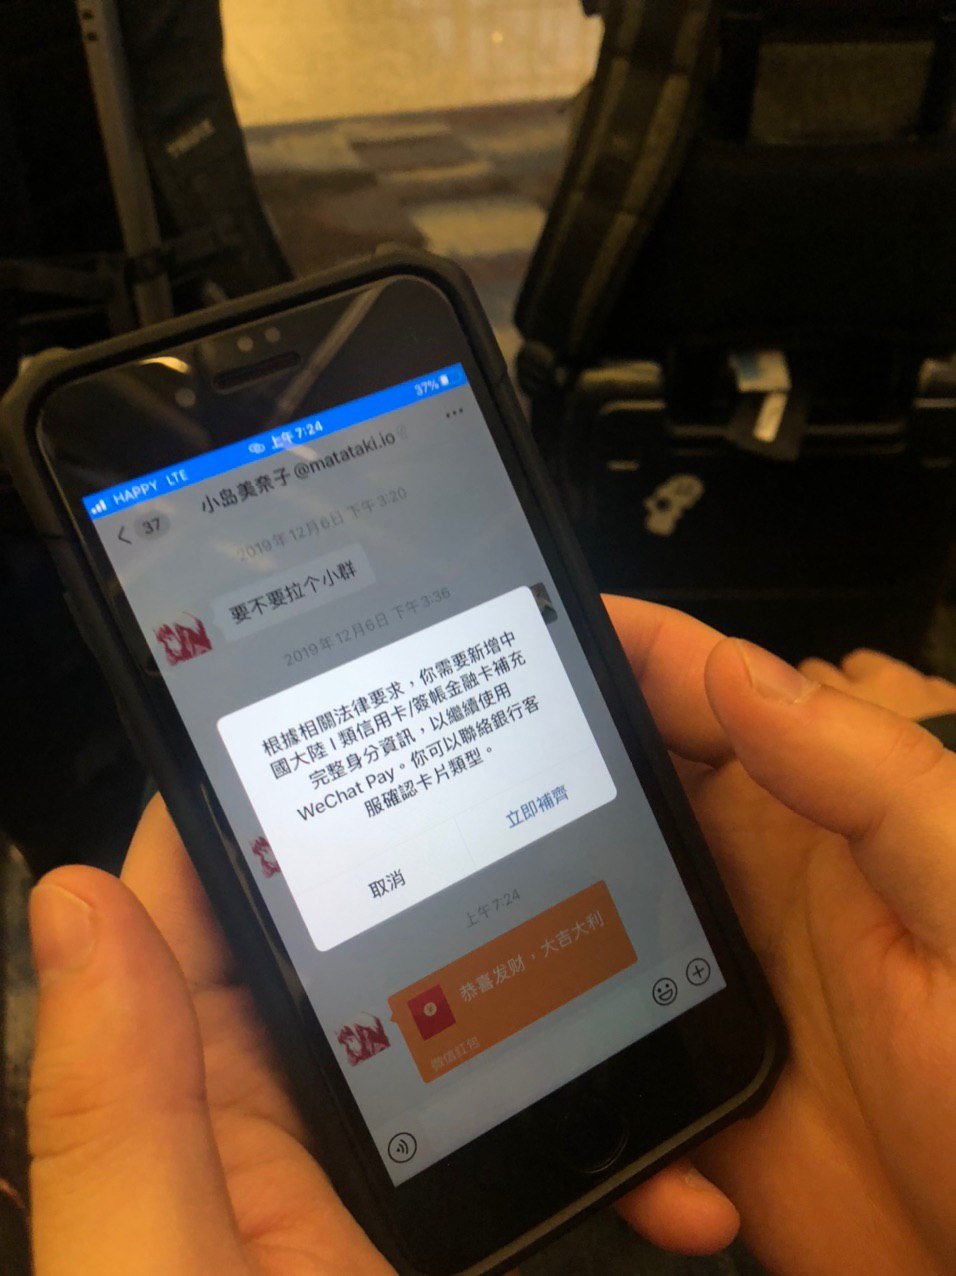 HAPPY LTE 上午7:24 37%
37 小岛美奈子@matataki.io
2019年12月6日 下午3:20
要不要拉个小群
2019年12月6日 下午3:36
根據相關法律要求，你需要新增中
國大陸 I 類信用卡/簽帳金融卡補充
完整身分資訊，以繼續使用
WeChat Pay。你可以聯絡銀行客
服確認卡片類型。
取消 立即補齊
上午7:24
恭喜发财，大吉大利
微信红包